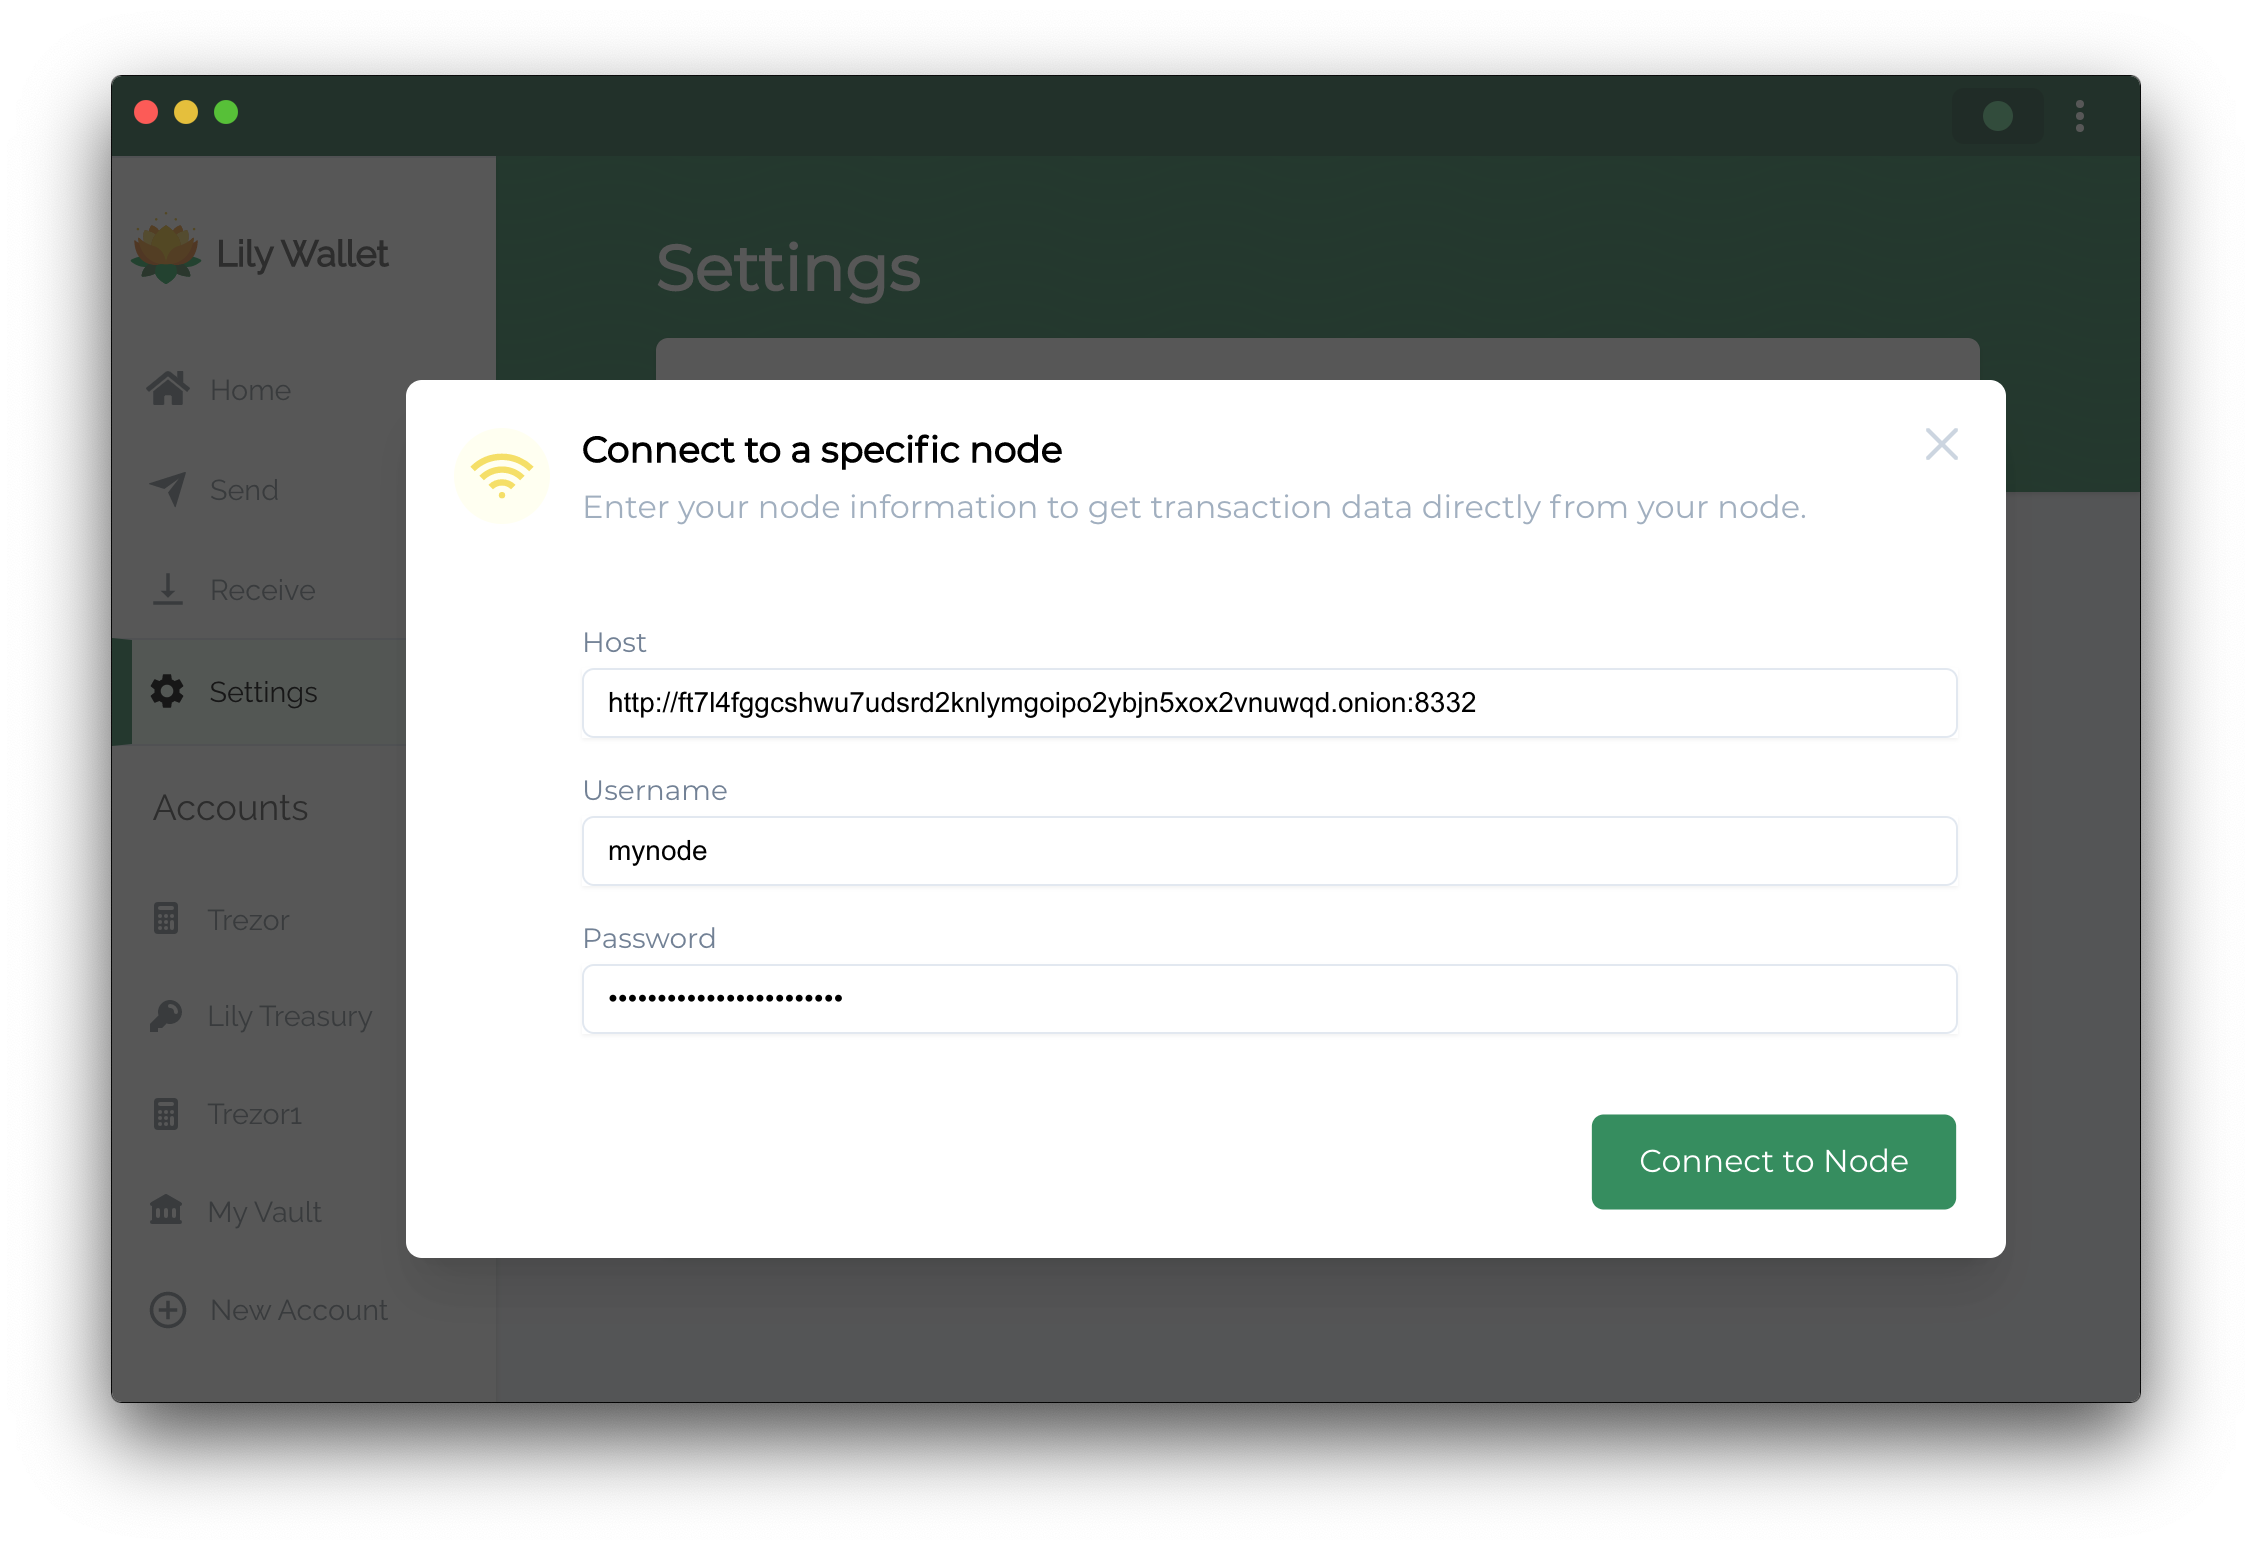 Lily Wallet
Settings
Home
Send
Receive
Settings
Accounts
Trezor
Lily Treasury
Trezor1
My Vault
New Account
Connect to a specific node
Enter your node information to get transaction data directly from your node.
Host
http://ft7l4fggcshwu7udsrd2knlymgoipo2ybjn5xox2vnuwqd.onion:8332
Username
mynode
Password
••••••••••••••••••••••••
Connect to Node